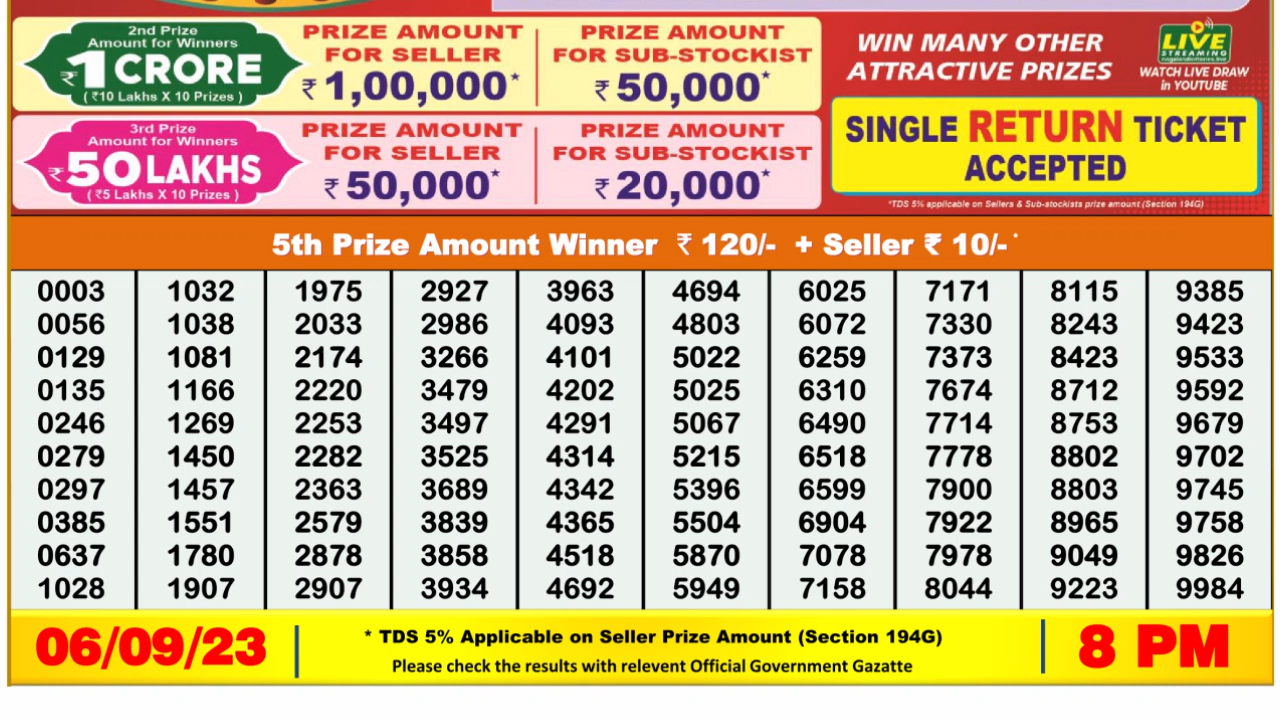 2nd Prize
Amount for Winners
₹1 CRORE
( ₹10 Lakhs X 10 Prizes )
PRIZE AMOUNT
FOR SELLER
₹ 1,00,000*
PRIZE AMOUNT
FOR SUB-STOCKIST
₹ 50,000*
3rd Prize
Amount for Winners
₹50 LAKHS
( ₹5 Lakhs X 10 Prizes )
PRIZE AMOUNT
FOR SELLER
₹ 50,000*
PRIZE AMOUNT
FOR SUB-STOCKIST
₹ 20,000*
WIN MANY OTHER
ATTRACTIVE PRIZES
LIVE
STREAMING
WATCH LIVE DRAW
in YOUTUBE
SINGLE RETURN TICKET
ACCEPTED
*TDS 5% applicable on Sellers & Sub-stockists prize amount (Section 194G)
5th Prize Amount Winner ₹ 120/- + Seller ₹ 10/- *
0003 1032 1975 2927 3963 4694 6025 7171 8115 9385
0056 1038 2033 2986 4093 4803 6072 7330 8243 9423
0129 1081 2174 3266 4101 5022 6259 7373 8423 9533
0135 1166 2220 3479 4202 5025 6310 7674 8712 9592
0246 1269 2253 3497 4291 5067 6490 7714 8753 9679
0279 1450 2282 3525 4314 5215 6518 7778 8802 9702
0297 1457 2363 3689 4342 5396 6599 7900 8803 9745
0385 1551 2579 3839 4365 5504 6904 7922 8965 9758
0637 1780 2878 3858 4518 5870 7078 7978 9049 9826
1028 1907 2907 3934 4692 5949 7158 8044 9223 9984
06/09/23
* TDS 5% Applicable on Seller Prize Amount (Section 194G)
Please check the results with relevent Official Government Gazatte
8 PM